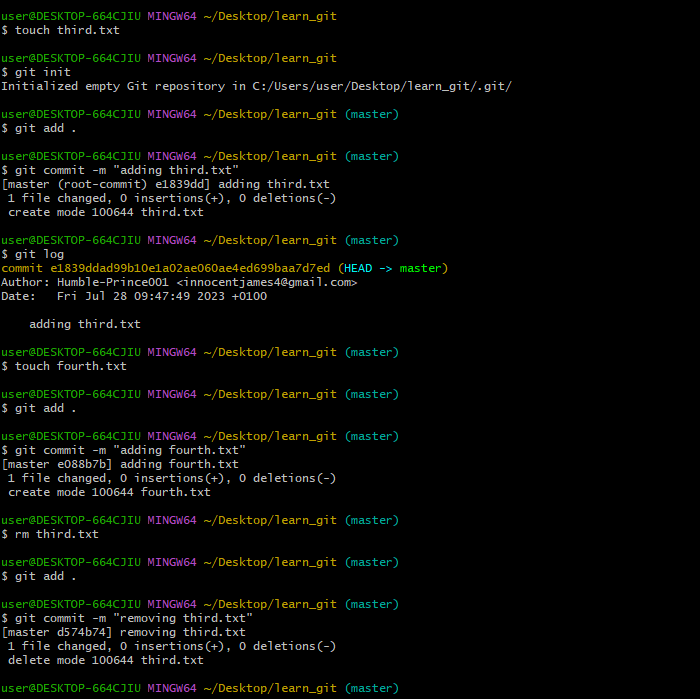 user@DESKTOP-664CJIU MINGW64 ~/Desktop/learn_git
$ touch third.txt
user@DESKTOP-664CJIU MINGW64 ~/Desktop/learn_git
$ git init
Initialized empty Git repository in C:/Users/user/Desktop/learn_git/.git/
user@DESKTOP-664CJIU MINGW64 ~/Desktop/learn_git (master)
$ git add .
user@DESKTOP-664CJIU MINGW64 ~/Desktop/learn_git (master)
$ git commit -m "adding third.txt"
[master (root-commit) e1839dd] adding third.txt
 1 file changed, 0 insertions(+), 0 deletions(-)
 create mode 100644 third.txt
user@DESKTOP-664CJIU MINGW64 ~/Desktop/learn_git (master)
$ git log
commit e1839ddad99b10e1a02ae060ae4ed699baa7d7ed (HEAD -> master)
Author: Humble-Prince001 <innocentjames4@gmail.com>
Date:   Fri Jul 28 09:47:49 2023 +0100
    adding third.txt
user@DESKTOP-664CJIU MINGW64 ~/Desktop/learn_git (master)
$ touch fourth.txt
user@DESKTOP-664CJIU MINGW64 ~/Desktop/learn_git (master)
$ git add .
user@DESKTOP-664CJIU MINGW64 ~/Desktop/learn_git (master)
$ git commit -m "adding fourth.txt"
[master e088b7b] adding fourth.txt
 1 file changed, 0 insertions(+), 0 deletions(-)
 create mode 100644 fourth.txt
user@DESKTOP-664CJIU MINGW64 ~/Desktop/learn_git (master)
$ rm third.txt
user@DESKTOP-664CJIU MINGW64 ~/Desktop/learn_git (master)
$ git add .
user@DESKTOP-664CJIU MINGW64 ~/Desktop/learn_git (master)
$ git commit -m "removing third.txt"
[master d574b74] removing third.txt
 1 file changed, 0 insertions(+), 0 deletions(-)
 delete mode 100644 third.txt
user@DESKTOP-664CJIU MINGW64 ~/Desktop/learn_git (master)